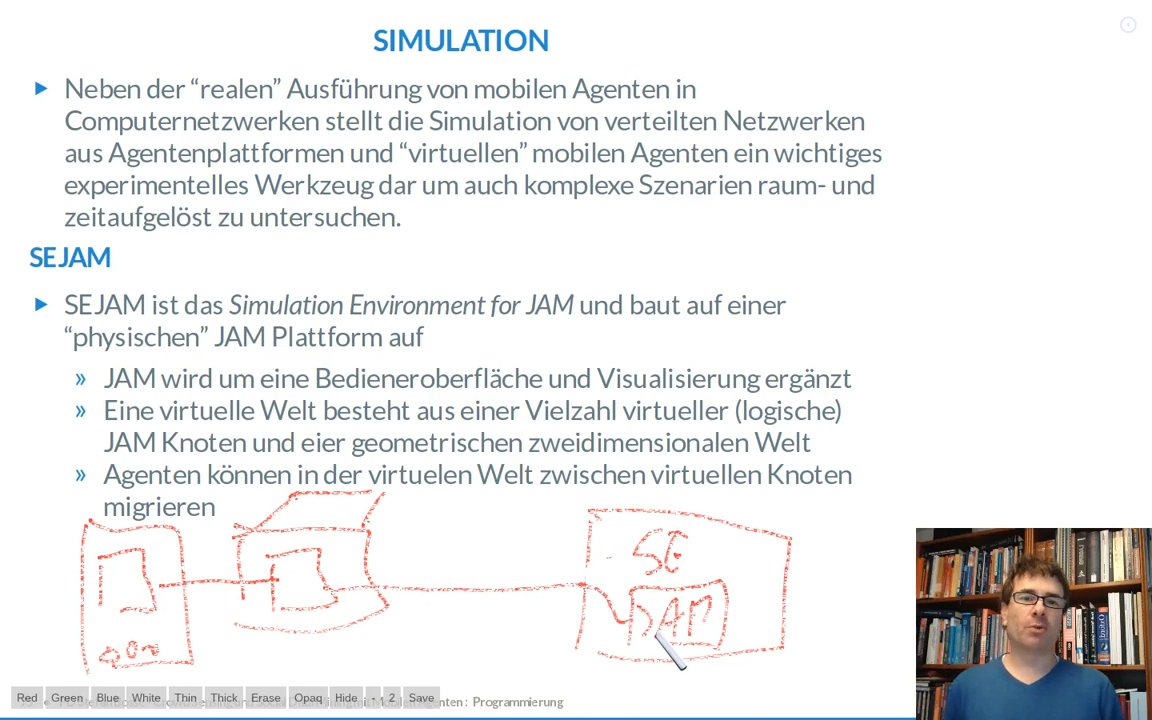 SIMULATION
Neben der “realen” Ausführung von mobilen Agenten in
Computernetzwerken stellt die Simulation von verteilten Netzwerken
aus Agentenplattformen und “virtuellen” mobilen Agenten ein wichtiges
experimentelles Werkzeug dar um auch komplexe Szenarien raum- und
zeitaufgelöst zu untersuchen.
SEJAM
SEJAM ist das Simulation Environment for JAM und baut auf einer
“physischen” JAM Plattform auf
» JAM wird um eine Bedieneroberfläche und Visualisierung ergänzt
» Eine virtuelle Welt besteht aus einer Vielzahl virtueller (logische)
JAM Knoten und eier geometrischen zweidimensionalen Welt
» Agenten können in der virtuelen Welt zwischen virtuellen Knoten
migrieren
SE
JAM
Red Green Blue White Thin Thick Erase Opaq Hide - 2 Save
: Programmierung